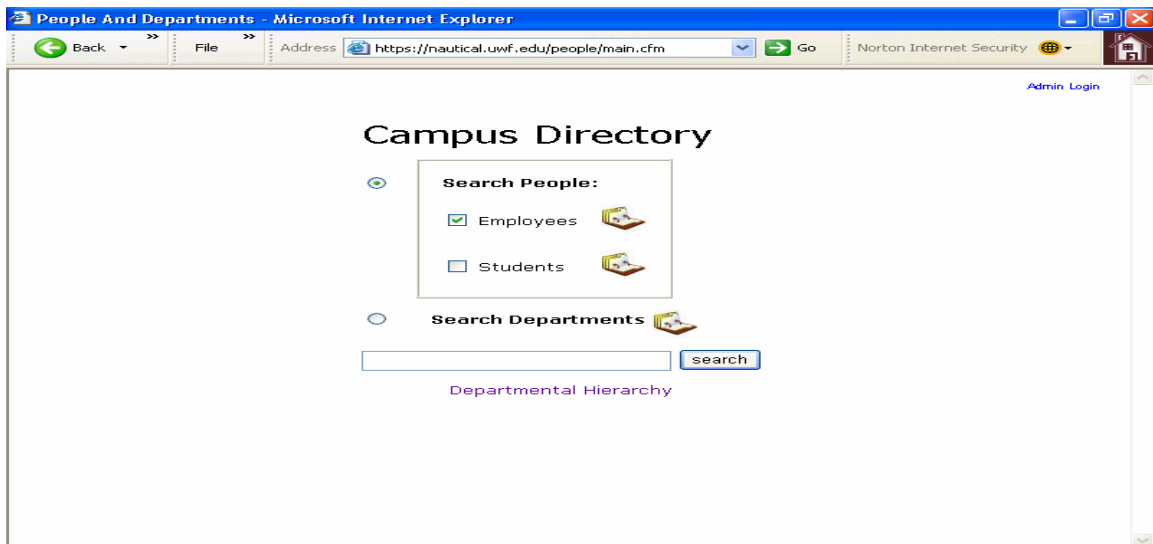 People And Departments - Microsoft Internet Explorer
Back » File » Address https://nautical.uwf.edu/people/main.cfm Go Norton Internet Security
Admin Login
Campus Directory
Search People:
Employees
Students
Search Departments
search
Departmental Hierarchy